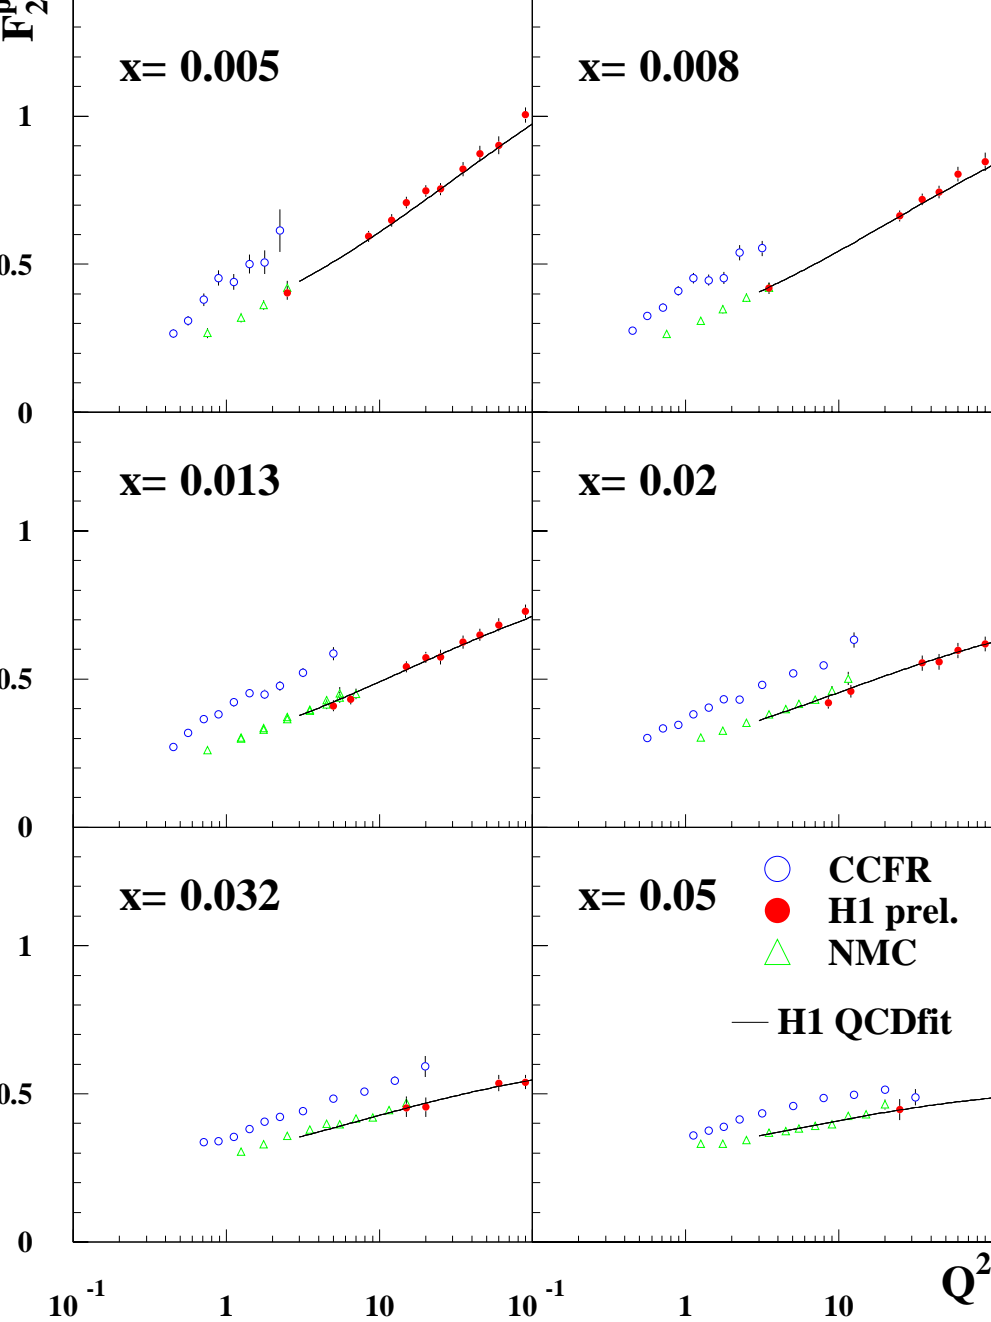 F₂ᵖ
x= 0.005
x= 0.008
1
0.5
0
x= 0.013
x= 0.02
1
0.5
0
x= 0.032
x= 0.05
CCFR
H1 prel.
NMC
H1 QCDfit
1
0.5
0
10⁻¹ 1 10 10⁻¹ 1 10
Q²